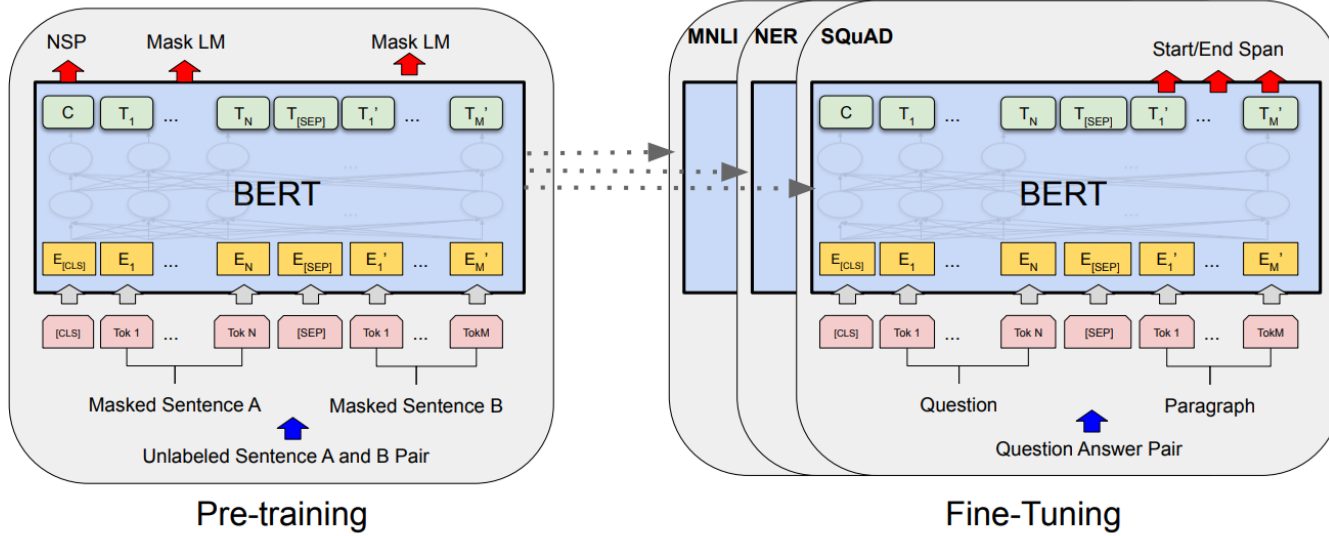 NSP Mask LM Mask LM
C T1 ... TN T[SEP] T1' ... TM'
...
BERT
...
E[CLS] E1 ... EN E[SEP] E1' ... EM'
[CLS] Tok 1 ... Tok N [SEP] Tok 1 ... TokM
Masked Sentence A Masked Sentence B
Unlabeled Sentence A and B Pair
Pre-training
MNLI NER SQuAD
Start/End Span
C T1 ... TN T[SEP] T1' ... TM'
...
BERT
...
E[CLS] E1 ... EN E[SEP] E1' ... EM'
[CLS] Tok 1 ... Tok N [SEP] Tok 1 ... TokM
Question Paragraph
Question Answer Pair
Fine-Tuning